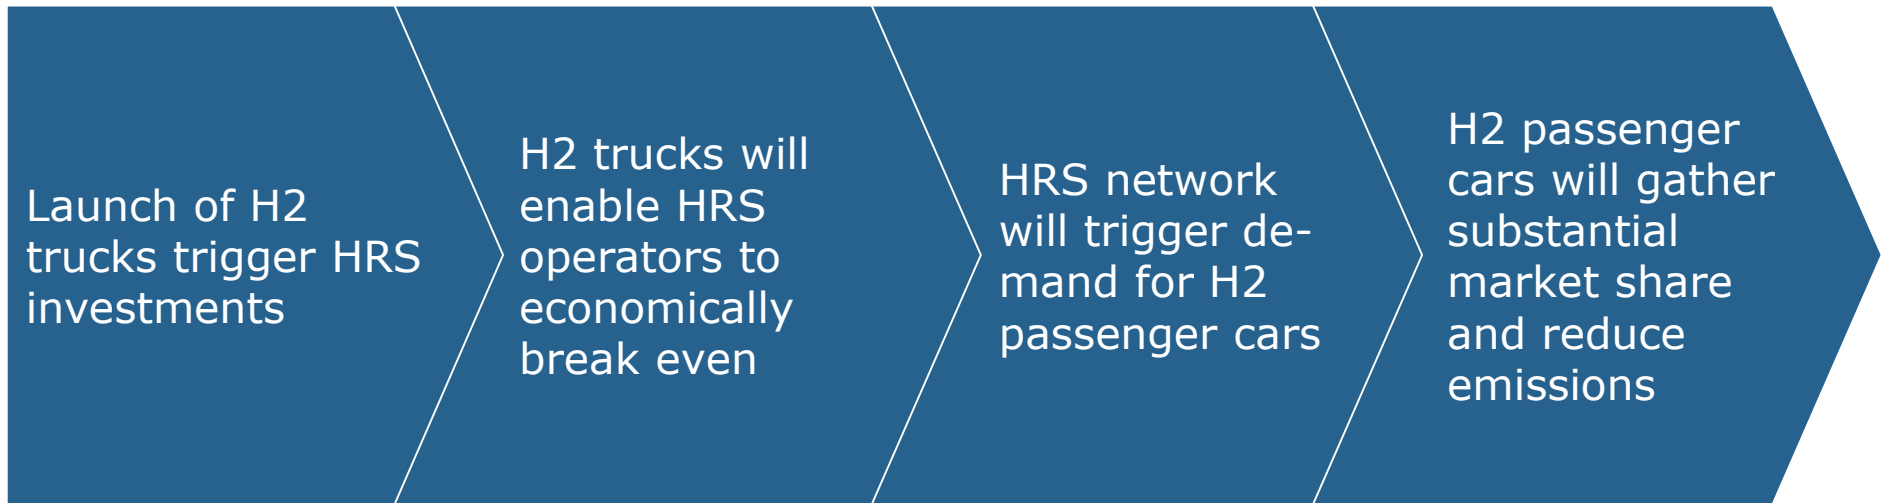 Launch of H2
trucks trigger HRS
investments
H2 trucks will
enable HRS
operators to
economically
break even
HRS network
will trigger de-
mand for H2
passenger cars
H2 passenger
cars will gather
substantial
market share
and reduce
emissions